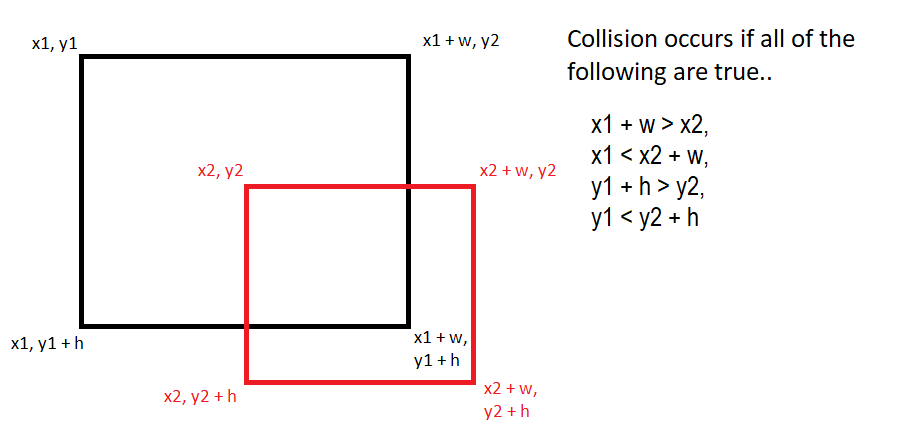 x1, y1
x1 + w, y2
Collision occurs if all of the
following are true..
x1 + w > x2,
x1 < x2 + w,
y1 + h > y2,
y1 < y2 + h
x2, y2
x2 + w, y2
x1, y1 + h
x1 + w,
y1 + h
x2, y2 + h
x2 + w,
y2 + h